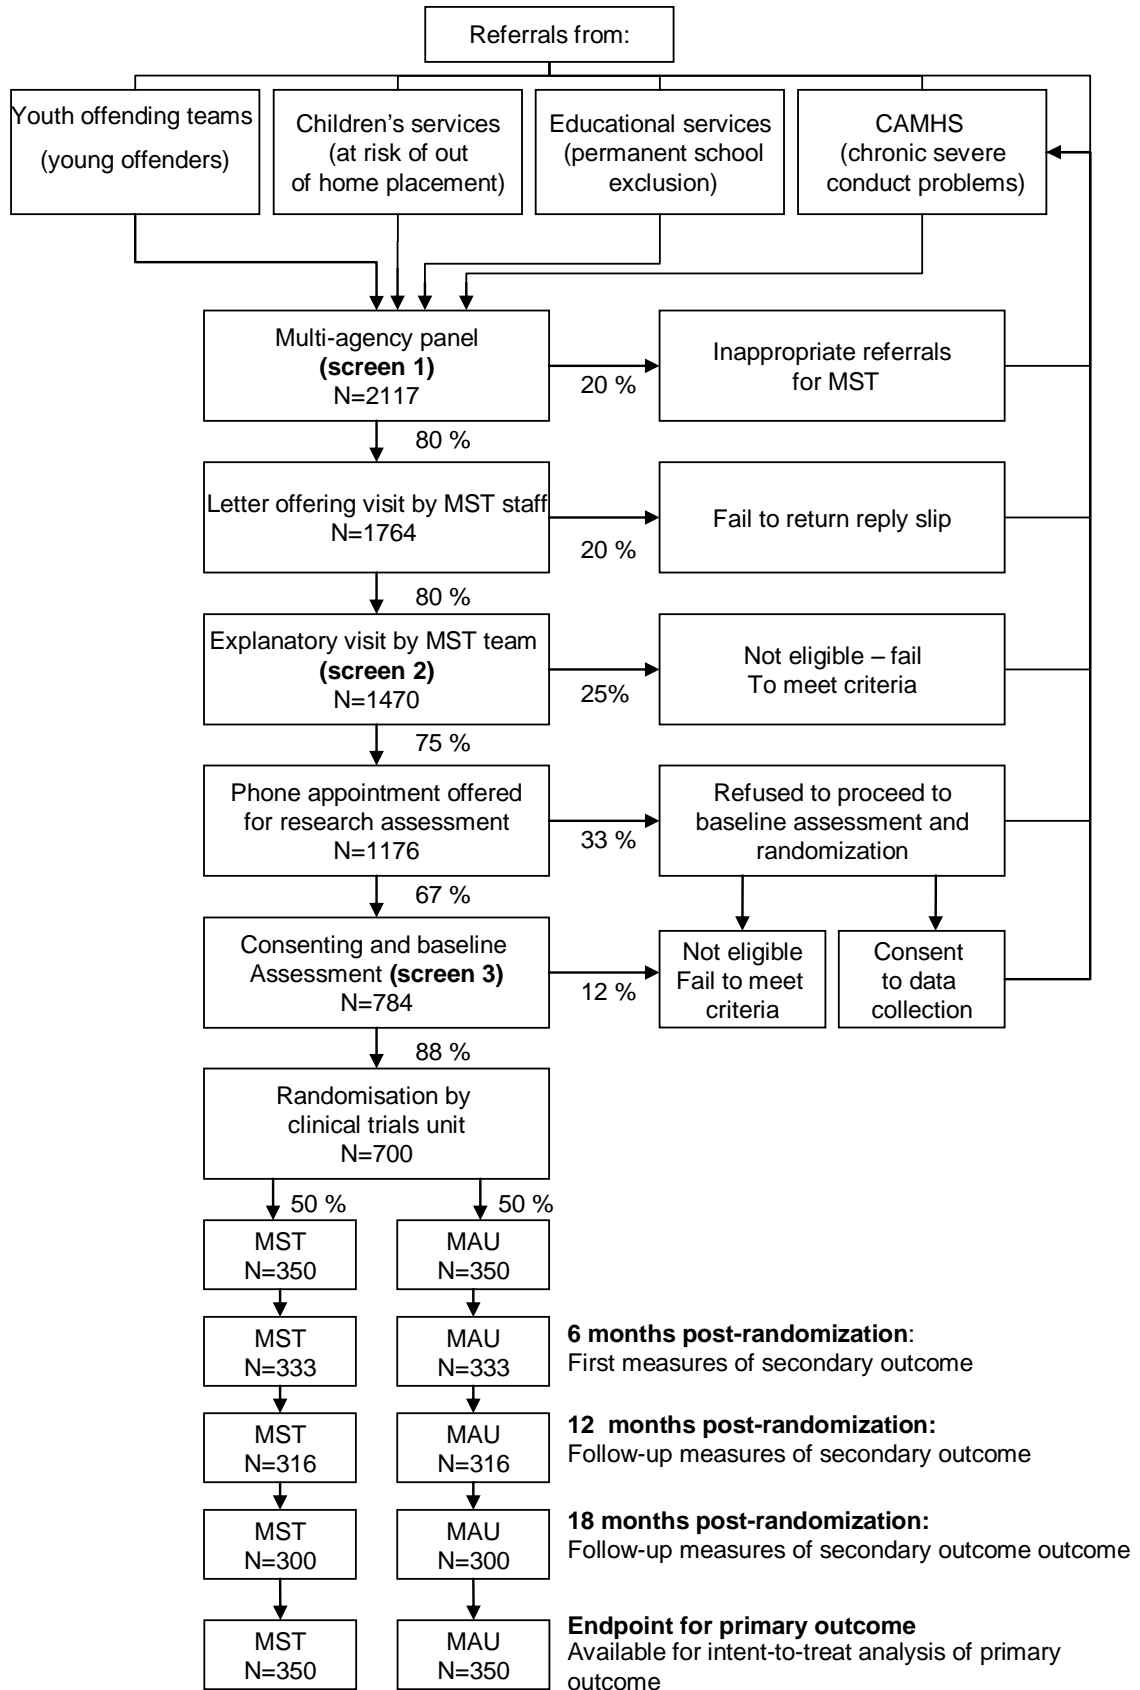 Referrals from:
Youth offending teams
(young offenders)
Children’s services
(at risk of out
of home placement)
Educational services
(permanent school
exclusion)
CAMHS
(chronic severe
conduct problems)
Multi-agency panel
(screen 1)
N=2117
20 %
Inappropriate referrals
for MST
80 %
Letter offering visit by MST staff
N=1764
20 %
Fail to return reply slip
80 %
Explanatory visit by MST team
(screen 2)
N=1470
25%
Not eligible – fail
To meet criteria
75 %
Phone appointment offered
for research assessment
N=1176
33 %
Refused to proceed to
baseline assessment and
randomization
67 %
Consenting and baseline
Assessment (screen 3)
N=784
12 %
Not eligible
Fail to meet
criteria
Consent
to data
collection
88 %
Randomisation by
clinical trials unit
N=700
50 %
50 %
MST
N=350
MAU
N=350
MST
N=333
MAU
N=333
6 months post-randomization:
First measures of secondary outcome
MST
N=316
MAU
N=316
12  months post-randomization:
Follow-up measures of secondary outcome
MST
N=300
MAU
N=300
18 months post-randomization:
Follow-up measures of secondary outcome outcome
MST
N=350
MAU
N=350
Endpoint for primary outcome
Available for intent-to-treat analysis of primary
outcome